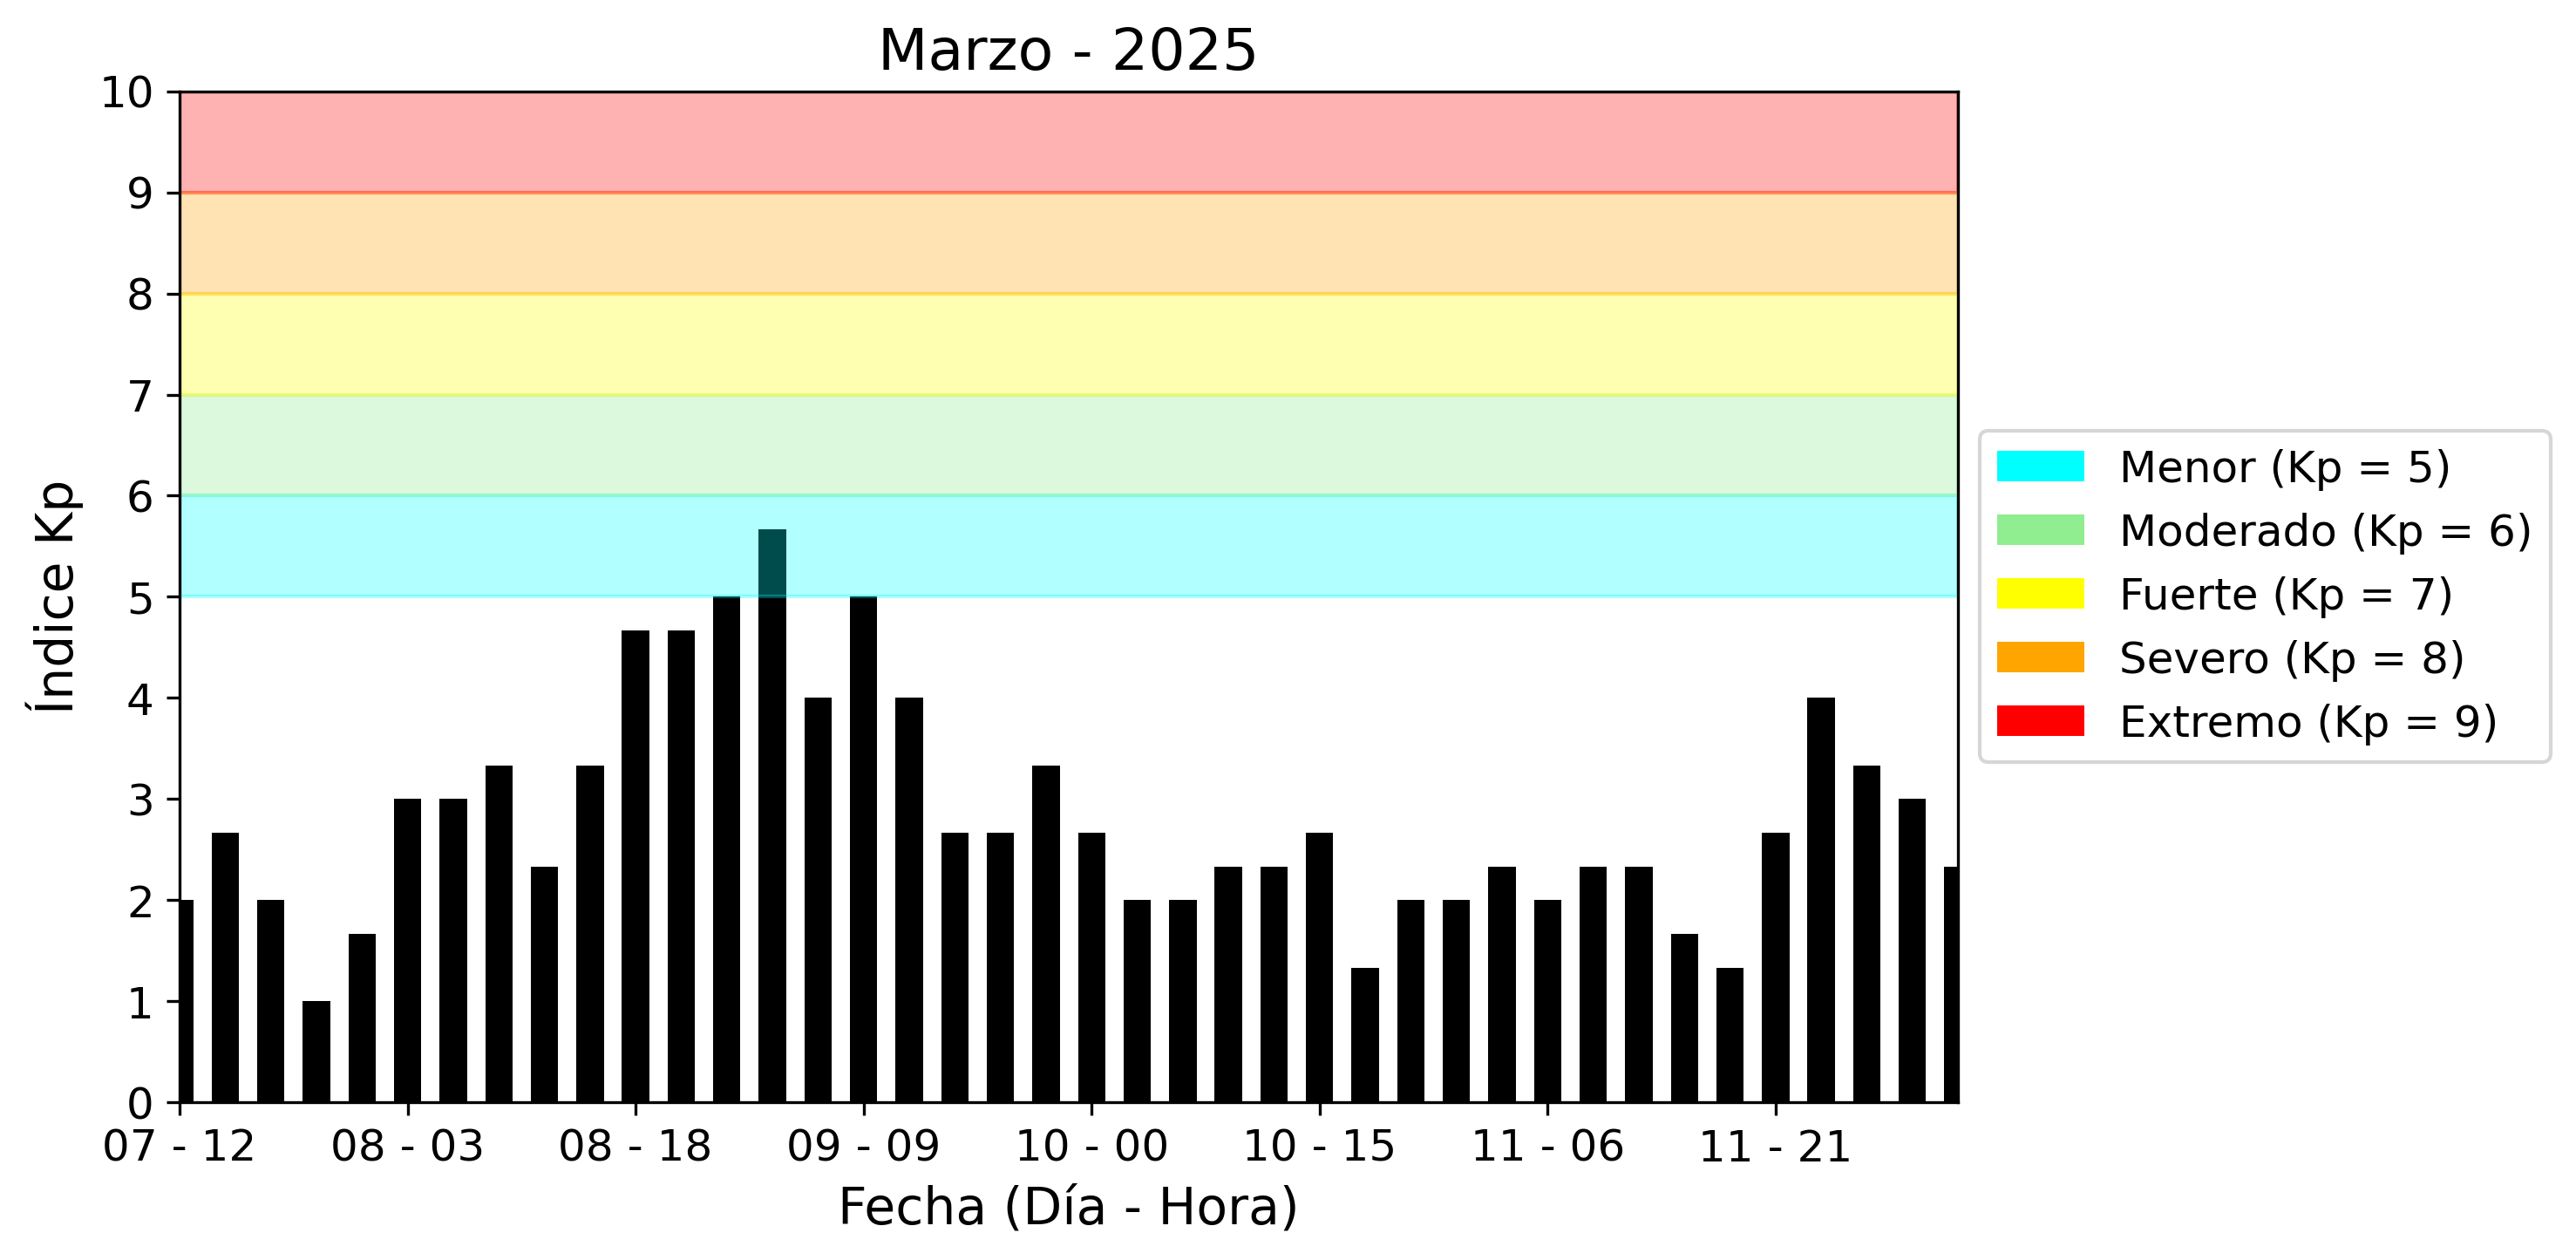 Marzo - 2025
10
9
8
7
6
5
4
3
2
1
0
Índice Kp
07 - 12
08 - 03
08 - 18
09 - 09
10 - 00
10 - 15
11 - 06
11 - 21
Fecha (Día - Hora)
Menor (Kp = 5)
Moderado (Kp = 6)
Fuerte (Kp = 7)
Severo (Kp = 8)
Extremo (Kp = 9)